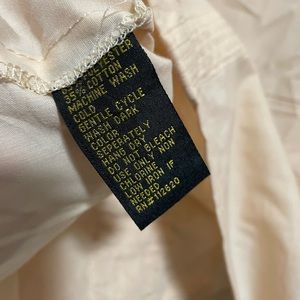 POLYESTER
35% COTTON
MACHINE WASH
COLD
GENTLE CYCLE
WASH DARK
COLOR
SEPERATELY
HANG DRY
DO NOT BLEACH
USE ONLY NON
CHLORINE
LOW IRON IF
NEEDED
RN#112620